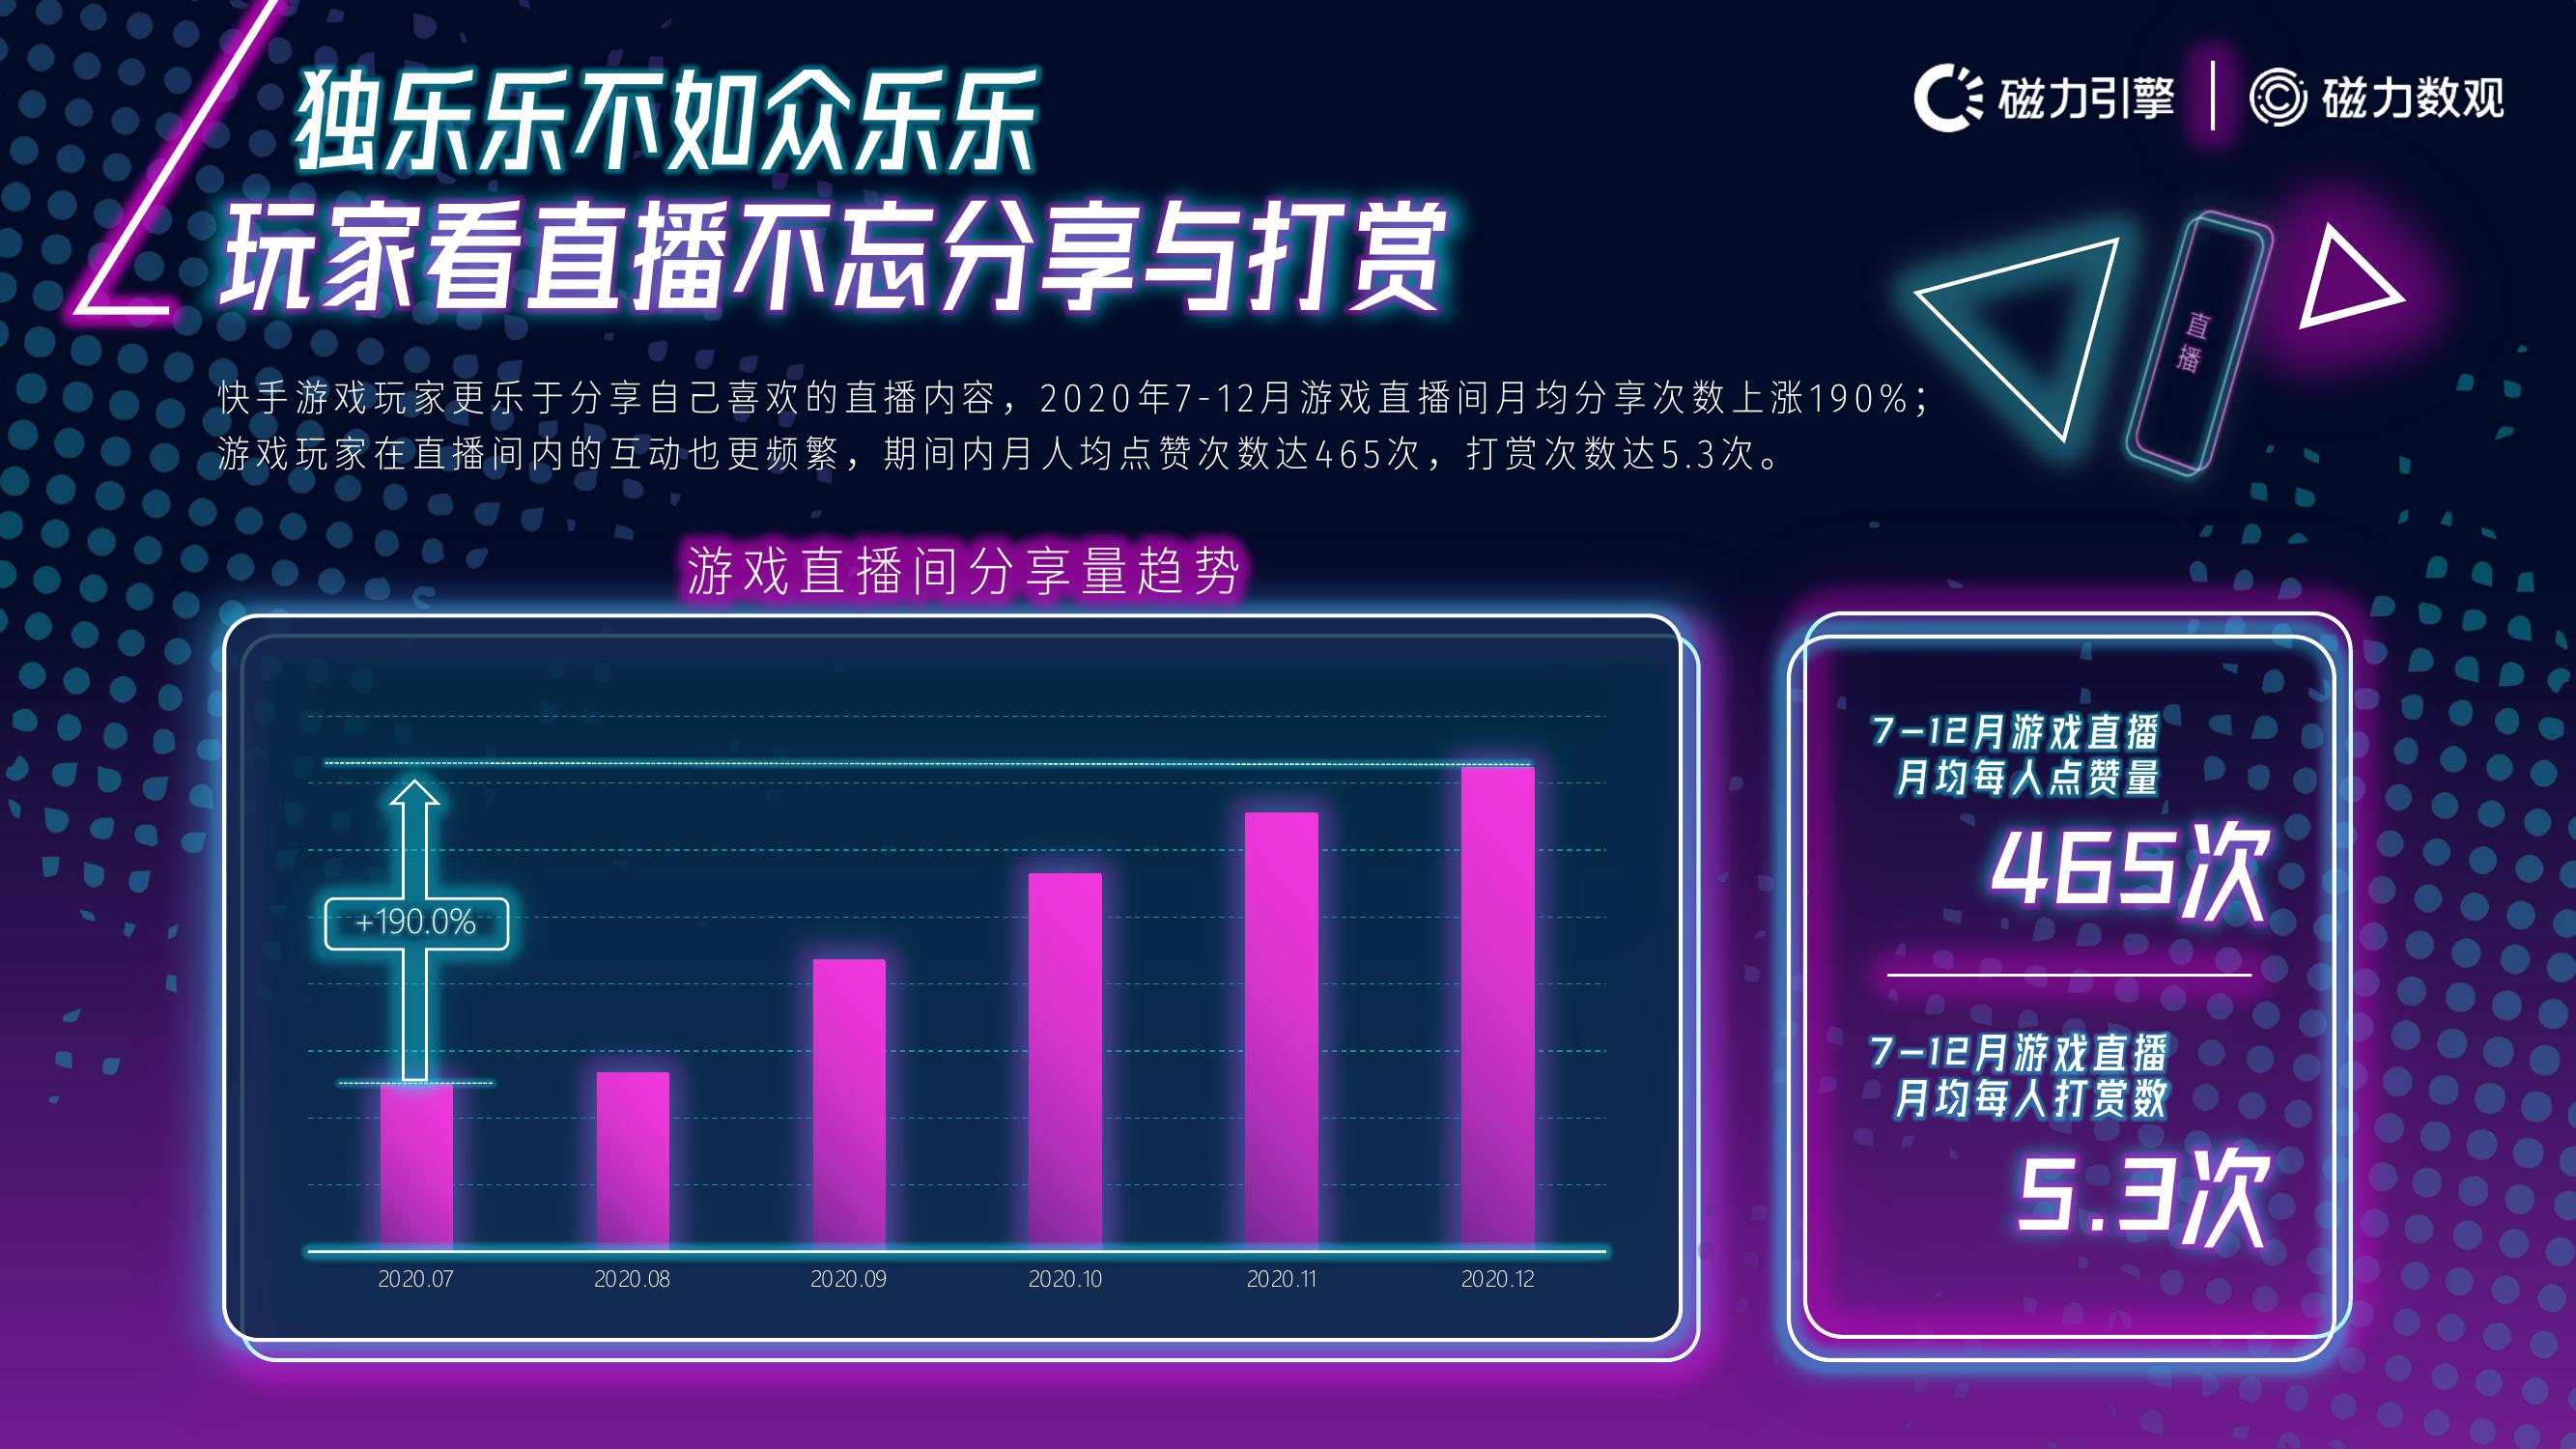 独乐乐不如众乐乐
玩家看直播不忘分享与打赏
磁力引擎
磁力数观
直播
快手游戏玩家更乐于分享自己喜欢的直播内容，2020年7-12月游戏直播间月均分享次数上涨190%；
游戏玩家在直播间内的互动也更频繁，期间内月人均点赞次数达465次，打赏次数达5.3次。
游戏直播间分享量趋势
+190.0%
2020.07 2020.08 2020.09 2020.10 2020.11 2020.12
7-12月游戏直播
月均每人点赞量
465次
7-12月游戏直播
月均每人打赏数
5.3次